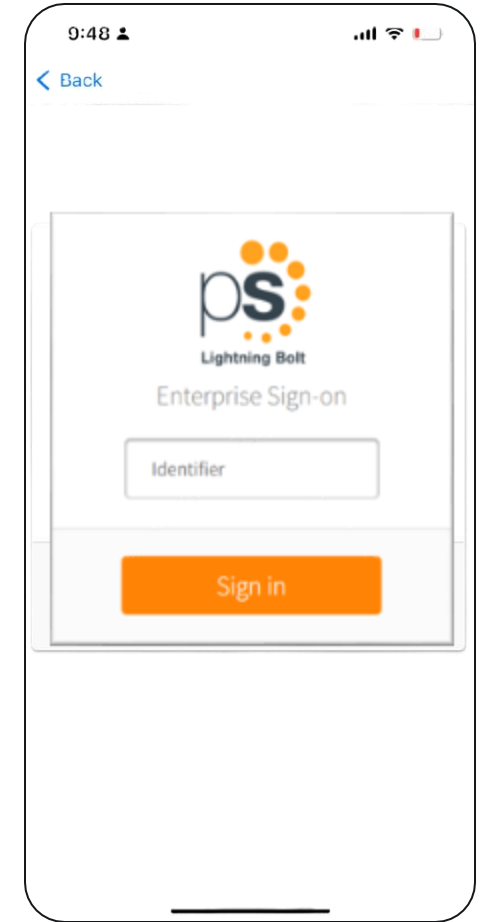 9:48
Back
ps
Lightning Bolt
Enterprise Sign-on
Identifier
Sign in